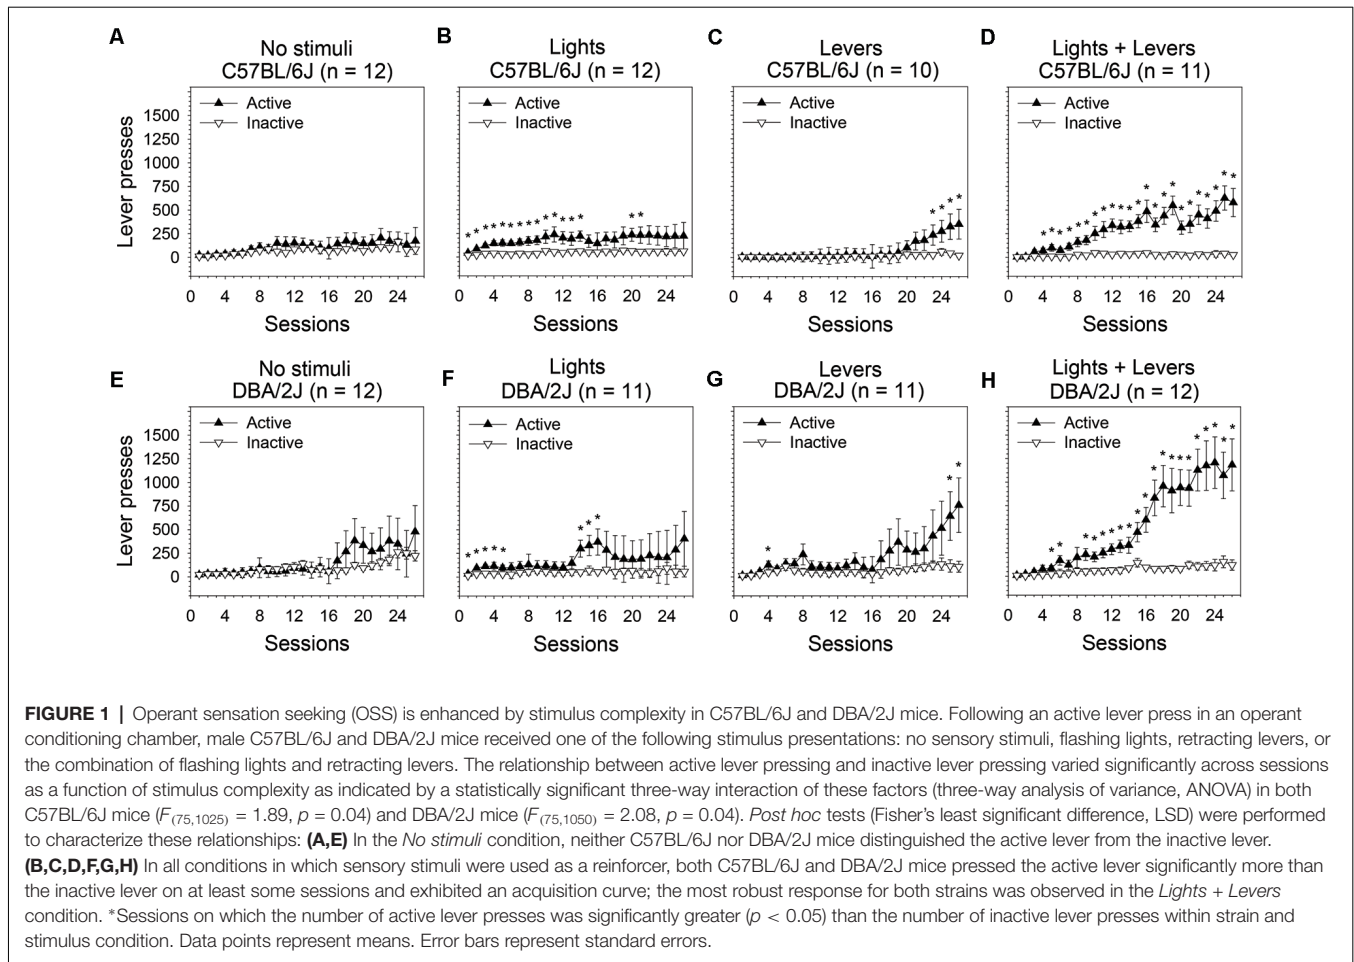 A
No stimuli
C57BL/6J (n = 12)
B
Lights
C57BL/6J (n = 12)
C
Levers
C57BL/6J (n = 10)
D
Lights + Levers
C57BL/6J (n = 11)
Active
Inactive
Active
Inactive
Active
Inactive
Active
Inactive
Lever presses
1500
1250
1000
750
500
250
0
0 4 8 12 16 20 24
0 4 8 12 16 20 24
0 4 8 12 16 20 24
0 4 8 12 16 20 24
Sessions
Sessions
Sessions
Sessions
E
No stimuli
DBA/2J (n = 12)
F
Lights
DBA/2J (n = 11)
G
Levers
DBA/2J (n = 11)
H
Lights + Levers
DBA/2J (n = 12)
Active
Inactive
Active
Inactive
Active
Inactive
Active
Inactive
Lever presses
1500
1250
1000
750
500
250
0
0 4 8 12 16 20 24
0 4 8 12 16 20 24
0 4 8 12 16 20 24
0 4 8 12 16 20 24
Sessions
Sessions
Sessions
Sessions
FIGURE 1 | Operant sensation seeking (OSS) is enhanced by stimulus complexity in C57BL/6J and DBA/2J mice. Following an active lever press in an operant
conditioning chamber, male C57BL/6J and DBA/2J mice received one of the following stimulus presentations: no sensory stimuli, flashing lights, retracting levers, or
the combination of flashing lights and retracting levers. The relationship between active lever pressing and inactive lever pressing varied significantly across sessions
as a function of stimulus complexity as indicated by a statistically significant three-way interaction of these factors (three-way analysis of variance, ANOVA) in both
C57BL/6J mice (F(75,1025) = 1.89, p = 0.04) and DBA/2J mice (F(75,1050) = 2.08, p = 0.04). Post hoc tests (Fisher's least significant difference, LSD) were performed
to characterize these relationships: (A,E) In the No stimuli condition, neither C57BL/6J nor DBA/2J mice distinguished the active lever from the inactive lever.
(B,C,D,F,G,H) In all conditions in which sensory stimuli were used as a reinforcer, both C57BL/6J and DBA/2J mice pressed the active lever significantly more than
the inactive lever on at least some sessions and exhibited an acquisition curve; the most robust response for both strains was observed in the Lights + Levers
condition. *Sessions on which the number of active lever presses was significantly greater (p < 0.05) than the number of inactive lever presses within strain and
stimulus condition. Data points represent means. Error bars represent standard errors.